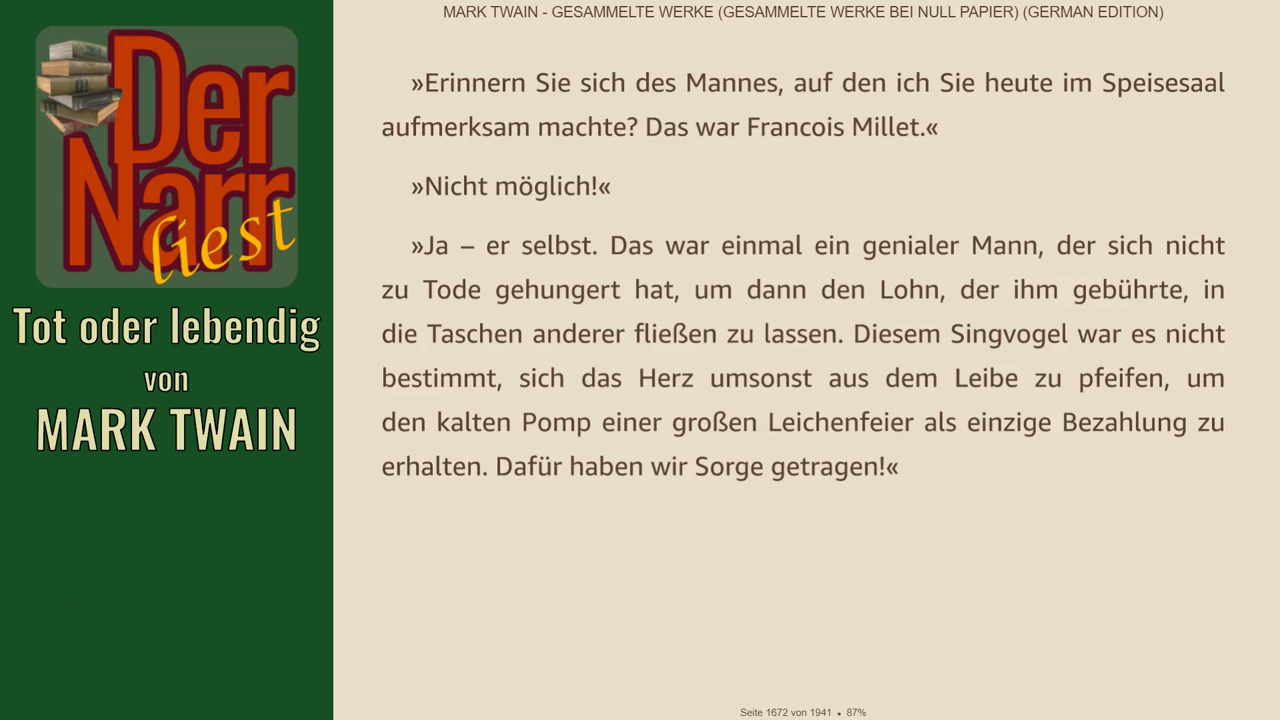 Der
Narr
liest
Tot oder lebendig
von
MARK TWAIN
MARK TWAIN - GESAMMELTE WERKE (GESAMMELTE WERKE BEI NULL PAPIER) (GERMAN EDITION)
»Erinnern Sie sich des Mannes, auf den ich Sie heute im Speisesaal
aufmerksam machte? Das war Francois Millet.«
»Nicht möglich!«
»Ja – er selbst. Das war einmal ein genialer Mann, der sich nicht
zu Tode gehungert hat, um dann den Lohn, der ihm gebührte, in
die Taschen anderer fließen zu lassen. Diesem Singvogel war es nicht
bestimmt, sich das Herz umsonst aus dem Leibe zu pfeifen, um
den kalten Pomp einer großen Leichenfeier als einzige Bezahlung zu
erhalten. Dafür haben wir Sorge getragen!«
Seite 1672 von 1941 • 87%